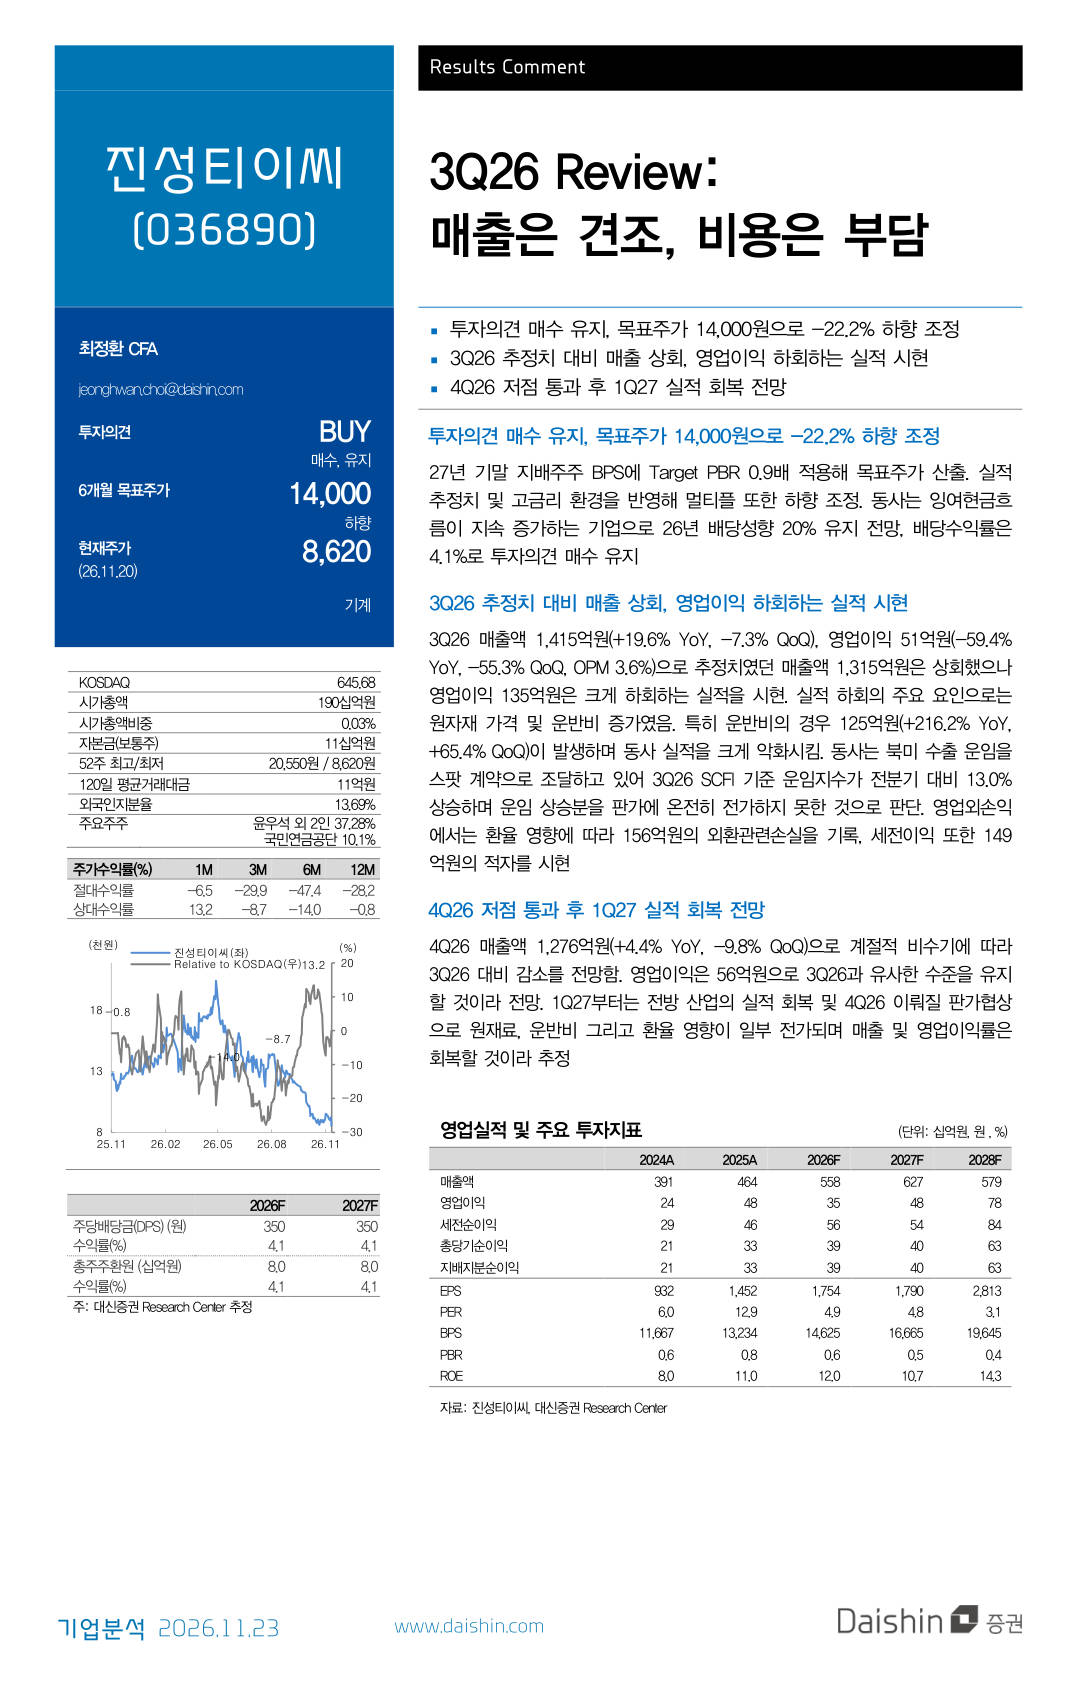 Results Comment
진성티이씨
(036890)
최정환 CFA
jeonghwan.choi@daishin.com
투자의견 BUY
매수, 유지
6개월 목표주가 14,000
하향
현재주가 8,620
(26.11.20)
기계
KOSDAQ 645.68
시가총액 190십억원
시가총액비중 0.03%
자본금(보통주) 11십억원
52주 최고/최저 20,550원 / 8,620원
120일 평균거래대금 11억원
외국인지분율 13.69%
주요주주 윤우석 외 2인 37.28%
국민연금공단 10.1%
주가수익률(%) 1M 3M 6M 12M
절대수익률 -6.5 -29.9 -47.4 -28.2
상대수익률 13.2 -8.7 -14.0 -0.8
(천원) (%)
진성티이씨(좌)
Relative to KOSDAQ(우) 13.2 20
10
18 -0.8 0
-8.7
-14.0
13 -10
-20
8 -30
25.11 26.02 26.05 26.08 26.11
2026F 2027F
주당배당금(DPS) (원) 350 350
수익률(%) 4.1 4.1
총주주환원 (십억원) 8.0 8.0
수익률(%) 4.1 4.1
주: 대신증권 Research Center 추정
3Q26 Review:
매출은 견조, 비용은 부담
▪ 투자의견 매수 유지, 목표주가 14,000원으로 -22.2% 하향 조정
▪ 3Q26 추정치 대비 매출 상회, 영업이익 하회하는 실적 시현
▪ 4Q26 저점 통과 후 1Q27 실적 회복 전망
투자의견 매수 유지, 목표주가 14,000원으로 -22.2% 하향 조정
27년 기말 지배주주 BPS에 Target PBR 0.9배 적용해 목표주가 산출. 실적
추정치 및 고금리 환경을 반영해 멀티플 또한 하향 조정. 동사는 잉여현금흐
름이 지속 증가하는 기업으로 26년 배당성향 20% 유지 전망, 배당수익률은
4.1%로 투자의견 매수 유지
3Q26 추정치 대비 매출 상회, 영업이익 하회하는 실적 시현
3Q26 매출액 1,415억원(+19.6% YoY, -7.3% QoQ), 영업이익 51억원(-59.4%
YoY, -55.3% QoQ, OPM 3.6%)으로 추정치였던 매출액 1,315억원은 상회했으나
영업이익 135억원은 크게 하회하는 실적을 시현. 실적 하회의 주요 요인으로는
원자재 가격 및 운반비 증가였음. 특히 운반비의 경우 125억원(+216.2% YoY,
+65.4% QoQ)이 발생하며 동사 실적을 크게 악화시킴. 동사는 북미 수출 운임을
스팟 계약으로 조달하고 있어 3Q26 SCFI 기준 운임지수가 전분기 대비 13.0%
상승하며 운임 상승분을 판가에 온전히 전가하지 못한 것으로 판단. 영업외손익
에서는 환율 영향에 따라 156억원의 외환관련손실을 기록, 세전이익 또한 149
억원의 적자를 시현
4Q26 저점 통과 후 1Q27 실적 회복 전망
4Q26 매출액 1,276억원(+4.4% YoY, -9.8% QoQ)으로 계절적 비수기에 따라
3Q26 대비 감소를 전망함. 영업이익은 56억원으로 3Q26과 유사한 수준을 유지
할 것이라 전망. 1Q27부터는 전방 산업의 실적 회복 및 4Q26 이뤄질 판가협상
으로 원재료, 운반비 그리고 환율 영향이 일부 전가되며 매출 및 영업이익률은
회복할 것이라 추정
영업실적 및 주요 투자지표 (단위: 십억원, 원 , %)
2024A 2025A 2026F 2027F 2028F
매출액 391 464 558 627 579
영업이익 24 48 35 48 78
세전순이익 29 46 56 54 84
총당기순이익 21 33 39 40 63
지배지분순이익 21 33 39 40 63
EPS 932 1,452 1,754 1,790 2,813
PER 6.0 12.9 4.9 4.8 3.1
BPS 11,667 13,234 14,625 16,665 19,645
PBR 0.6 0.8 0.6 0.5 0.4
ROE 8.0 11.0 12.0 10.7 14.3
자료: 진성티이씨, 대신증권 Research Center
기업분석 2026.11.23
www.daishin.com
Daishin 증권